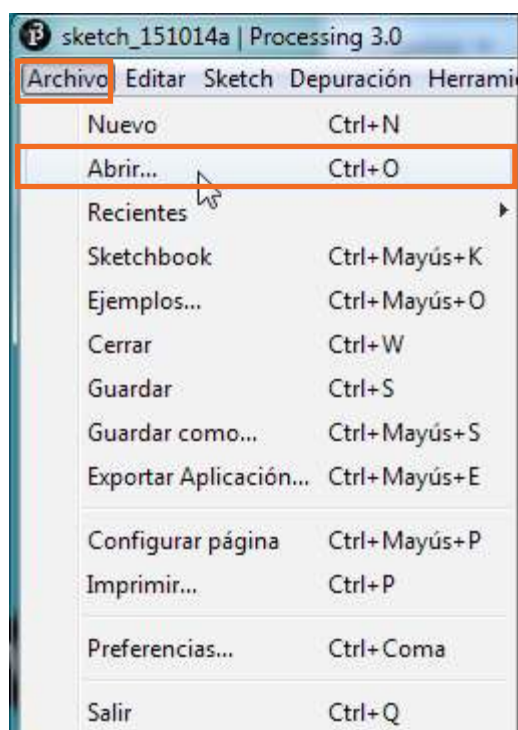 sketch_151014a | Processing 3.0
Archivo Editar Sketch Depuración
Nuevo Ctrl+N
Abrir... Ctrl+O
Recientes
Sketchbook Ctrl+Mayús+K
Ejemplos... Ctrl+Mayús+O
Cerrar Ctrl+W
Guardar Ctrl+S
Guardar como... Ctrl+Mayús+S
Exportar Aplicación... Ctrl+Mayús+E
Configurar página Ctrl+Mayús+P
Imprimir... Ctrl+P
Preferencias... Ctrl+Coma
Salir Ctrl+Q